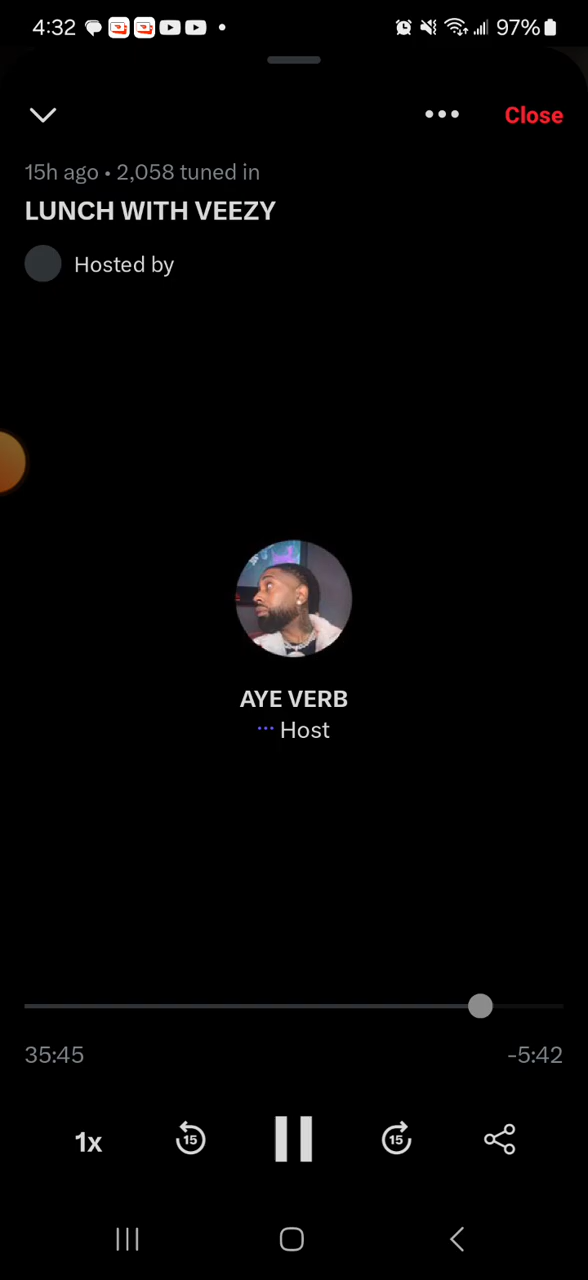 4:32
97%
Close
15h ago • 2,058 tuned in
LUNCH WITH VEEZY
Hosted by
AYE VERB
Host
35:45
-5:42
1x
15
15